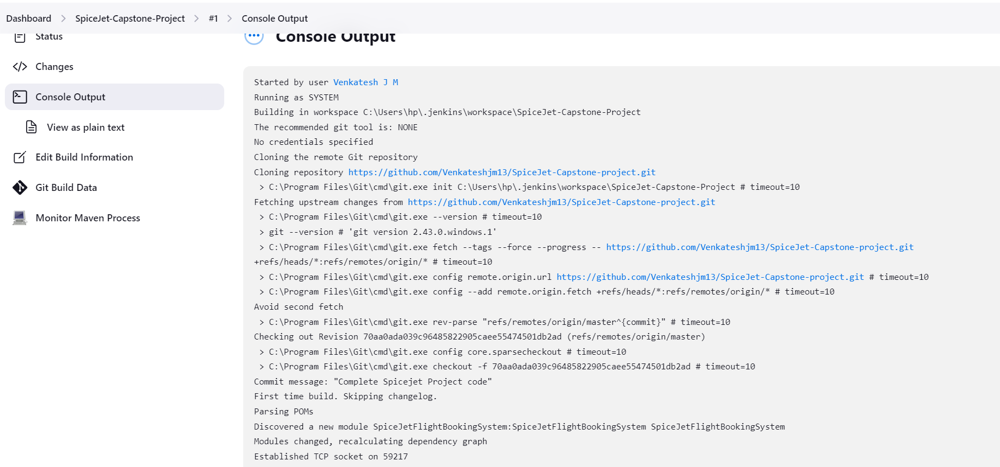 Dashboard > SpiceJet-Capstone-Project > #1 > Console Output
Status
Changes
Console Output
View as plain text
Edit Build Information
Git Build Data
Monitor Maven Process
Console Output
Started by user Venkatesh J M
Running as SYSTEM
Building in workspace C:\Users\hp\.jenkins\workspace\SpiceJet-Capstone-Project
The recommended git tool is: NONE
No credentials specified
Cloning the remote Git repository
Cloning repository https://github.com/Venkateshjm13/SpiceJet-Capstone-project.git
 > C:\Program Files\Git\cmd\git.exe init C:\Users\hp\.jenkins\workspace\SpiceJet-Capstone-Project # timeout=10
Fetching upstream changes from https://github.com/Venkateshjm13/SpiceJet-Capstone-project.git
 > C:\Program Files\Git\cmd\git.exe --version # timeout=10
 > git --version # 'git version 2.43.0.windows.1'
 > C:\Program Files\Git\cmd\git.exe fetch --tags --force --progress -- https://github.com/Venkateshjm13/SpiceJet-Capstone-project.git
+refs/heads/*:refs/remotes/origin/* # timeout=10
 > C:\Program Files\Git\cmd\git.exe config remote.origin.url https://github.com/Venkateshjm13/SpiceJet-Capstone-project.git # timeout=10
 > C:\Program Files\Git\cmd\git.exe config --add remote.origin.fetch +refs/heads/*:refs/remotes/origin/* # timeout=10
Avoid second fetch
 > C:\Program Files\Git\cmd\git.exe rev-parse "refs/remotes/origin/master^{commit}" # timeout=10
Checking out Revision 70aa0ada039c96485822905caee55474501db2ad (refs/remotes/origin/master)
 > C:\Program Files\Git\cmd\git.exe config core.sparsecheckout # timeout=10
 > C:\Program Files\Git\cmd\git.exe checkout -f 70aa0ada039c96485822905caee55474501db2ad # timeout=10
Commit message: "Complete Spicejet Project code"
First time build. Skipping changelog.
Parsing POMs
Discovered a new module SpiceJetFlightBookingSystem:SpiceJetFlightBookingSystem SpiceJetFlightBookingSystem
Modules changed, recalculating dependency graph
Established TCP socket on 59217